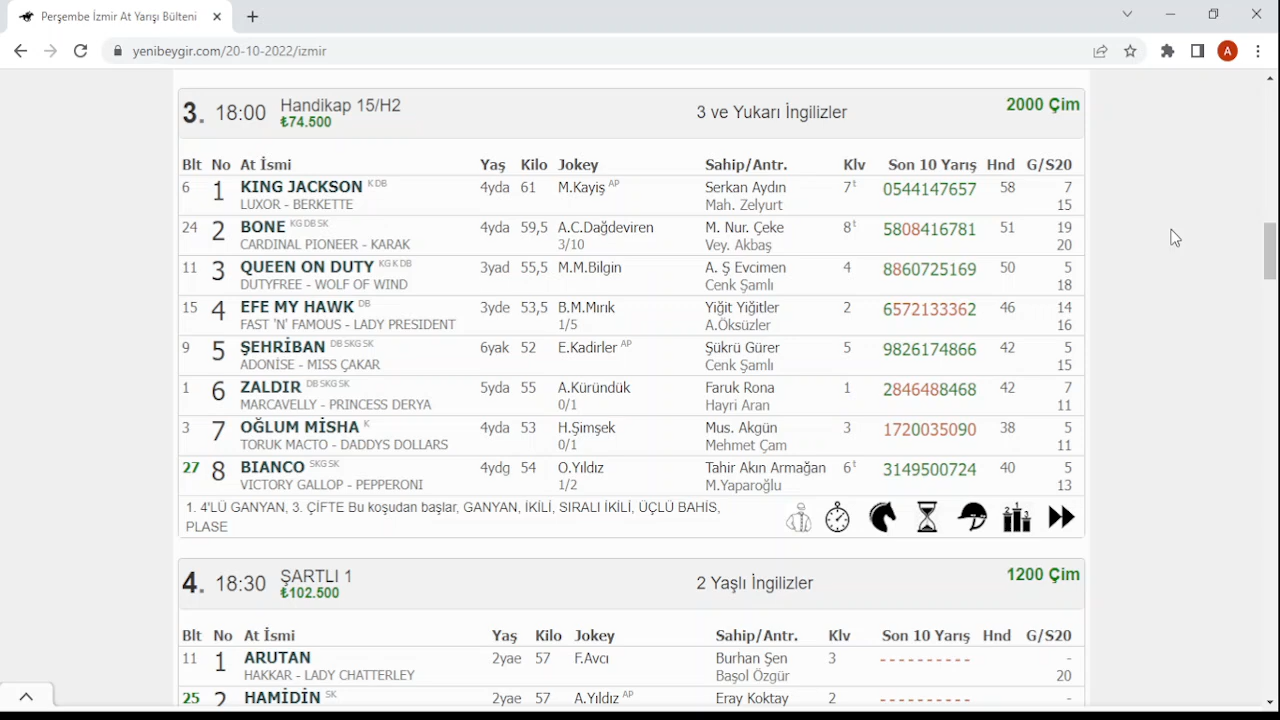 Perşembe İzmir At Yarışı Bülteni
yenibeygir.com/20-10-2022/izmir
A
3. 18:00 Handikap 15/H2 3 ve Yukarı İngilizler 2000 Çim
₺74.500
Blt No At İsmi Yaş Kilo Jokey Sahip/Antr. Klv Son 10 Yarış Hnd G/S20
6 1 KING JACKSON K DB 4yda 61 M.Kayiş AP Serkan Aydın 7t 0544147657 58 7
LUXOR - BERKETTE Mah. Zelyurt 15
24 2 BONE KG DB SK 4yda 59,5 A.C.Dağdeviren M. Nur. Çeke 8t 5808416781 51 19
CARDINAL PIONEER - KARAK 3/10 Vey. Akbaş 20
11 3 QUEEN ON DUTY KG K DB 3yad 55,5 M.M.Bilgin A. Ş Evcimen 4 8860725169 50 5
DUTYFREE - WOLF OF WIND Cenk Şamlı 18
15 4 EFE MY HAWK DB 3yde 53,5 B.M.Mırık Yiğit Yiğitler 2 6572133362 46 14
FAST 'N' FAMOUS - LADY PRESIDENT 1/5 A.Öksüzler 16
9 5 ŞEHRİBAN DB SKG SK 6yak 52 E.Kadirler AP Şükrü Gürer 5 9826174866 42 5
ADONİSE - MISS ÇAKAR Cenk Şamlı 15
1 6 ZALDIR DB SKG SK 5yda 55 A.Küründük Faruk Rona 1 2846488468 42 7
MARCAVELLY - PRINCESS DERYA 0/1 Hayri Aran 11
3 7 OĞLUM MİSHA K 4yda 53 H.Şimşek Mus. Akgün 3 1720035090 38 5
TORUK MACTO - DADDYS DOLLARS 0/1 Mehmet Çam 11
27 8 BIANCO SKG SK 4ydg 54 O.Yıldız Tahir Akın Armağan 6t 3149500724 40 5
VICTORY GALLOP - PEPPERONI 1/2 M.Yaparoğlu 13
1. 4'LÜ GANYAN, 3. ÇİFTE Bu koşudan başlar, GANYAN, İKİLİ, SIRALI İKİLİ, ÜÇLÜ BAHİS,
PLASE
4. 18:30 ŞARTLI 1 2 Yaşlı İngilizler 1200 Çim
₺102.500
Blt No At İsmi Yaş Kilo Jokey Sahip/Antr. Klv Son 10 Yarış Hnd G/S20
11 1 ARUTAN 2yae 57 F.Avcı Burhan Şen 3 ---------- -
HAKKAR - LADY CHATTERLEY Başol Özgür 20
25 2 HAMİDİN SK 2yae 57 A.Yıldız AP Eray Koktay 2 ---------- -